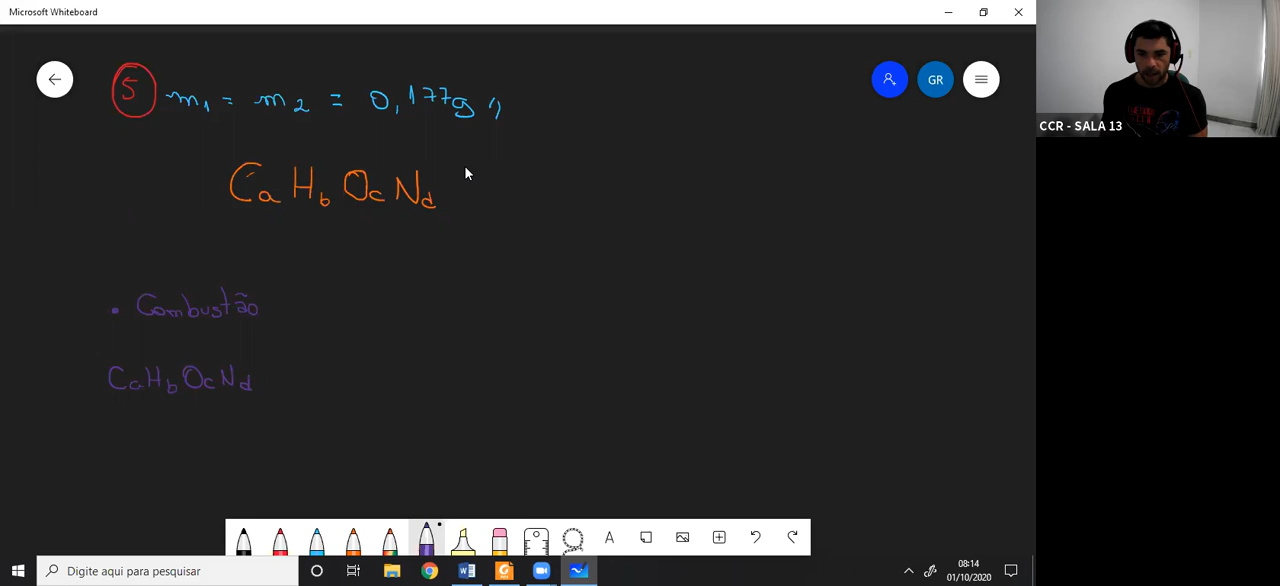 Microsoft Whiteboard
5 m1 = m2 = 0,177g ;
GR
CaHbOcNd
CCR - SALA 13
• Combustão
CaHbOcNd
A
Digite aqui para pesquisar
08:14
01/10/2020